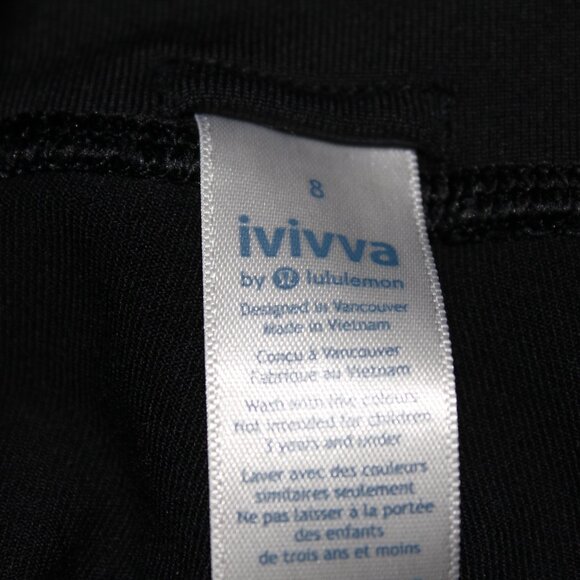 8
ivivva
by lululemon
Designed in Vancouver
Made in Vietnam
Conçu à Vancouver
Fabrique au Vietnam
Wash with like colours
Not intended for children
3 years and under
Laver avec des couleurs
similaires seulement
Ne pas laisser à la portée
des enfants
de trois ans et moins